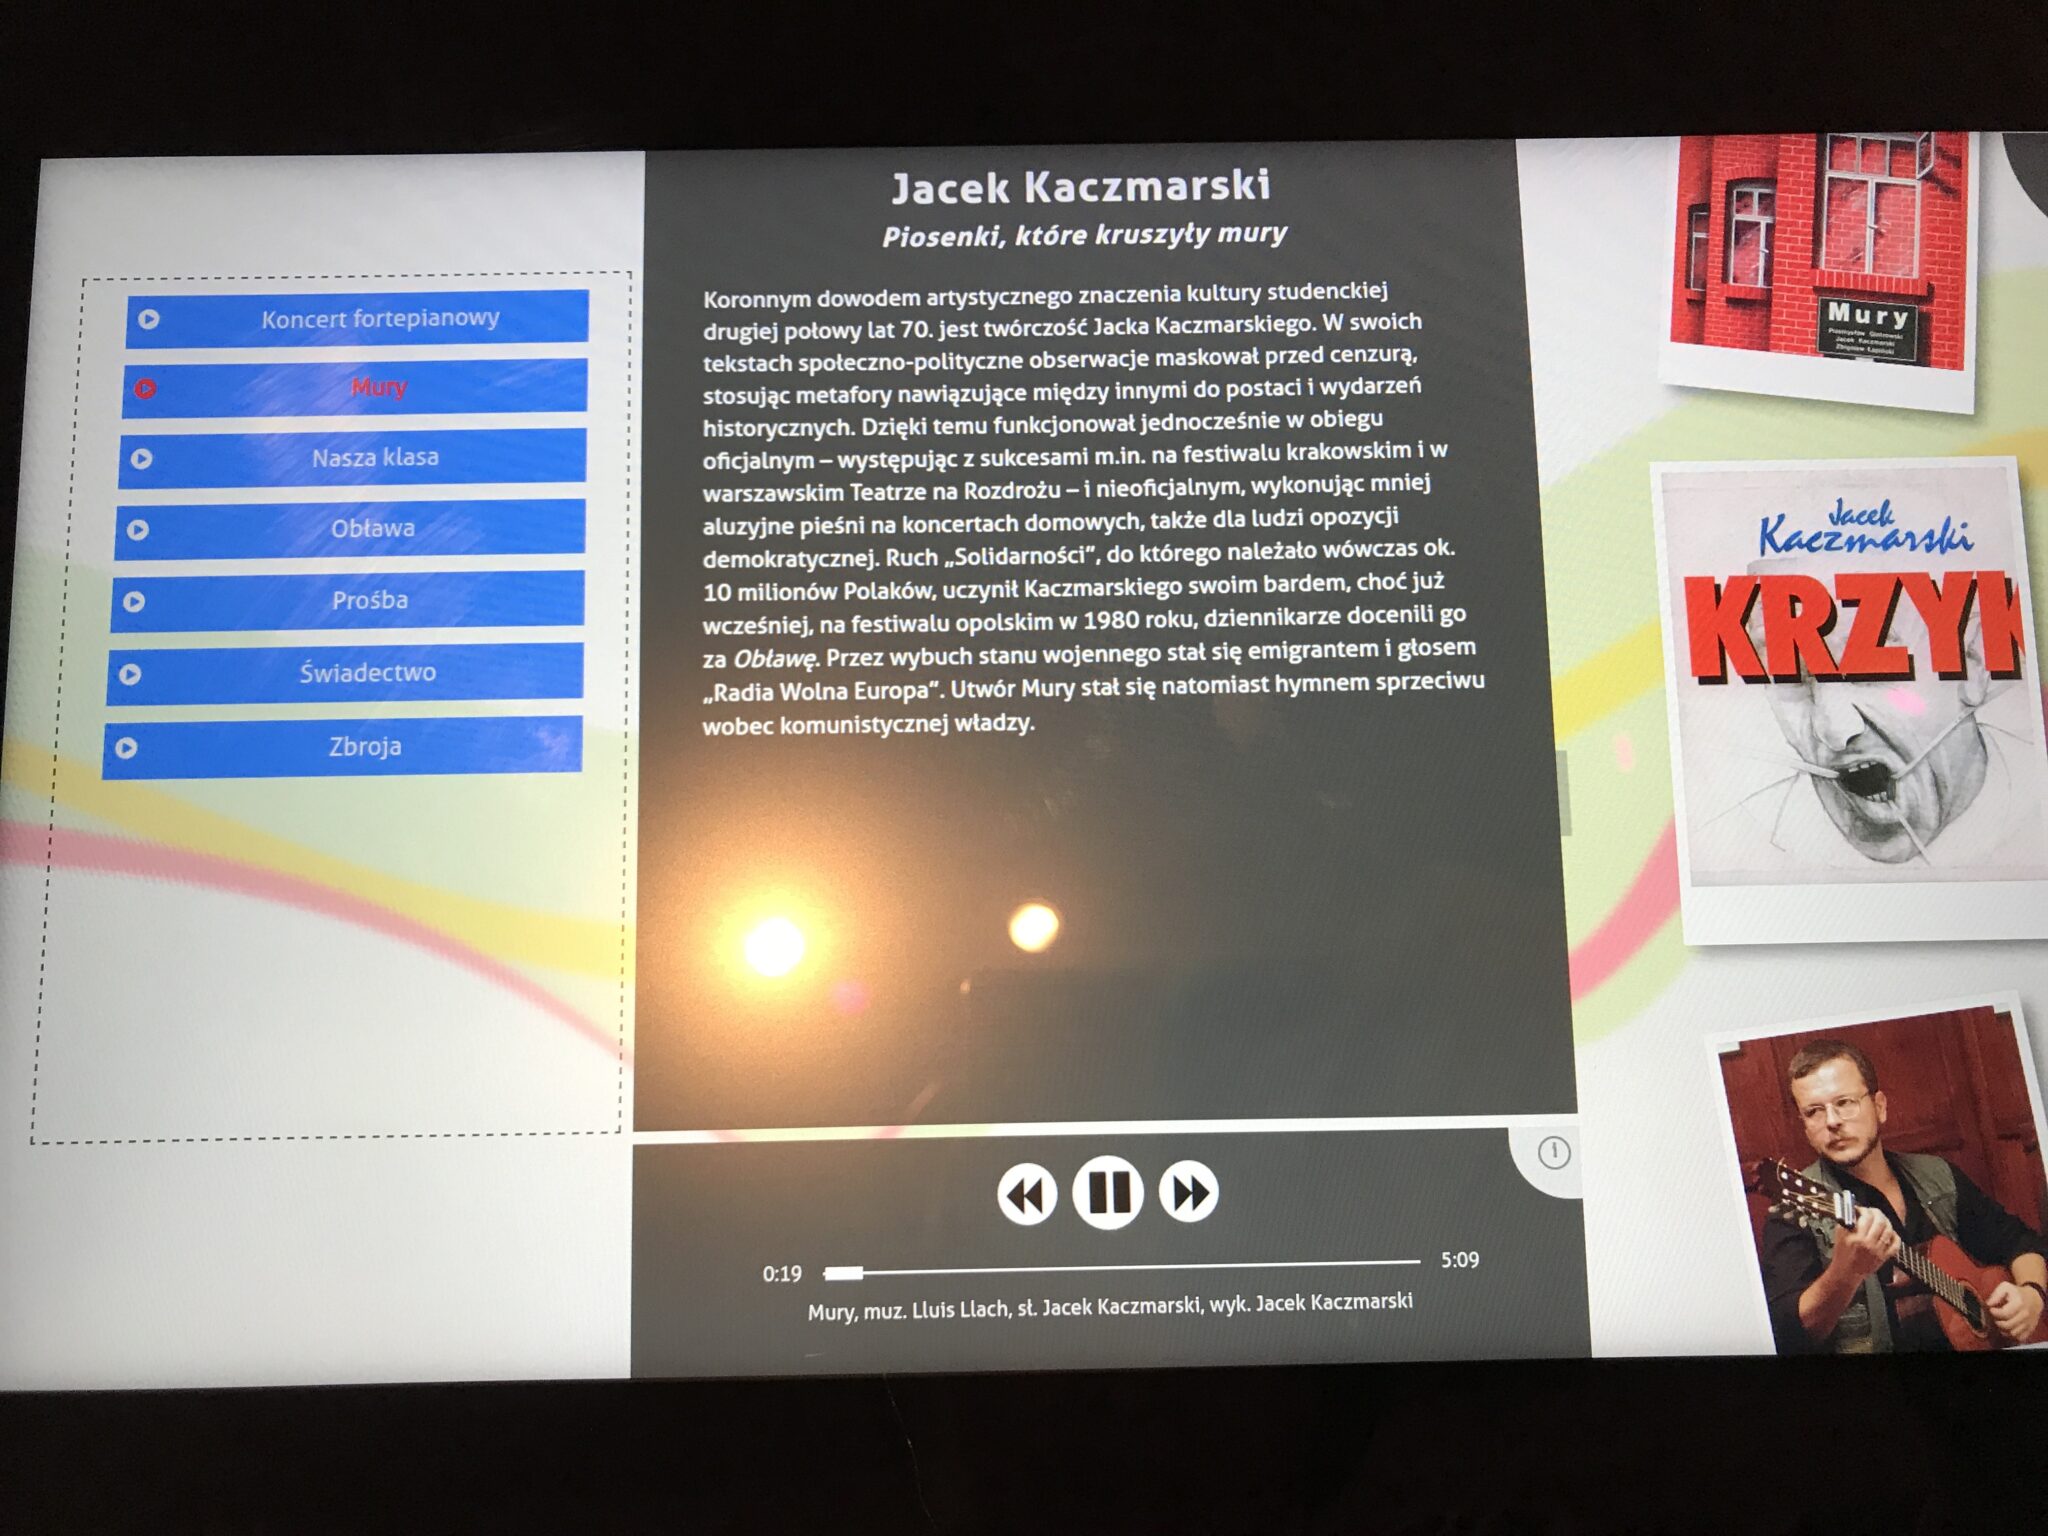 Koncert fortepianowy
Mury
Nasza klasa
Obława
Prośba
Świadectwo
Zbroja
Jacek Kaczmarski
Piosenki, które kruszyły mury
Koronnym dowodem artystycznego znaczenia kultury studenckiej
drugiej połowy lat 70. jest twórczość Jacka Kaczmarskiego. W swoich
tekstach społeczno-polityczne obserwacje maskował przed cenzurą,
stosując metafory nawiązujące między innymi do postaci i wydarzeń
historycznych. Dzięki temu funkcjonował jednocześnie w obiegu
oficjalnym – występując z sukcesami m.in. na festiwalu krakowskim i w
warszawskim Teatrze na Rozdrożu – i nieoficjalnym, wykonując mniej
aluzyjne pieśni na koncertach domowych, także dla ludzi opozycji
demokratycznej. Ruch „Solidarności”, do którego należało wówczas ok.
10 milionów Polaków, uczynił Kaczmarskiego swoim bardem, choć już
wcześniej, na festiwalu opolskim w 1980 roku, dziennikarze docenili go
za Obławę. Przez wybuch stanu wojennego stał się emigrantem i głosem
„Radia Wolna Europa”. Utwór Mury stał się natomiast hymnem sprzeciwu
wobec komunistycznej władzy.
0:19
5:09
Mury, muz. Lluis Llach, sł. Jacek Kaczmarski, wyk. Jacek Kaczmarski
Mury
Przemysław Gintrowski
Jacek Kaczmarski
Zbigniew Łapiński
Jacek
Kaczmarski
KRZYK